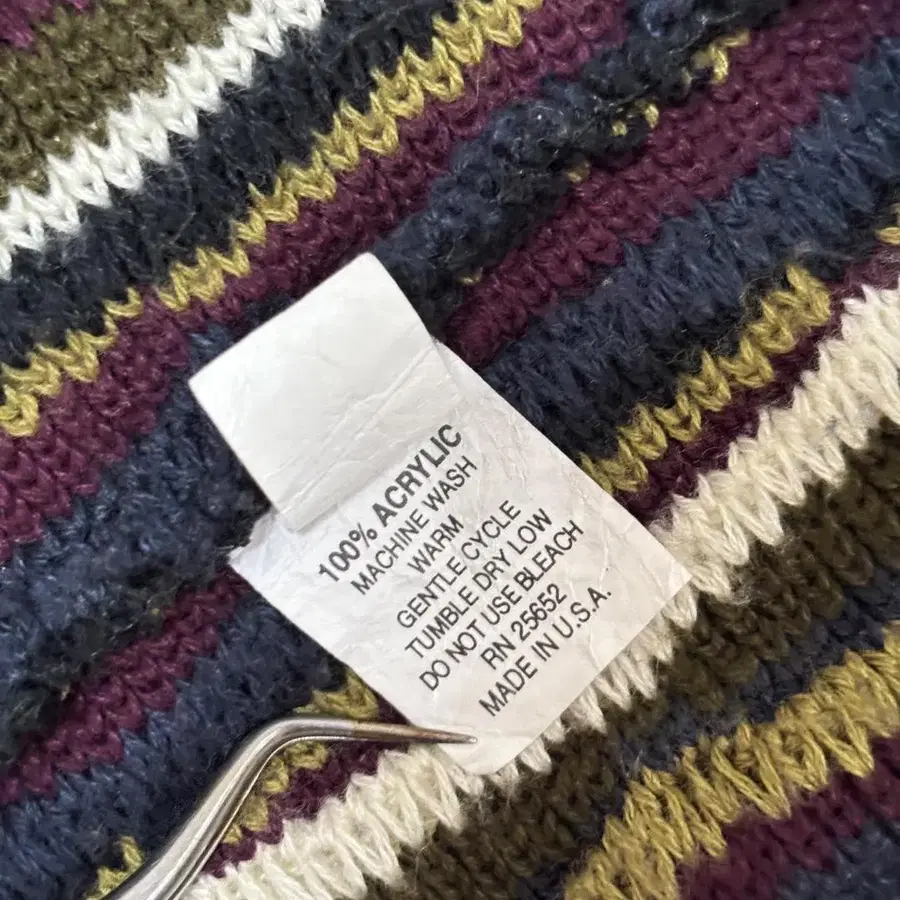 100% ACRYLIC
MACHINE WASH
WARM
GENTLE CYCLE
TUMBLE DRY LOW
DO NOT USE BLEACH
RN 25652
MADE IN U.S.A.